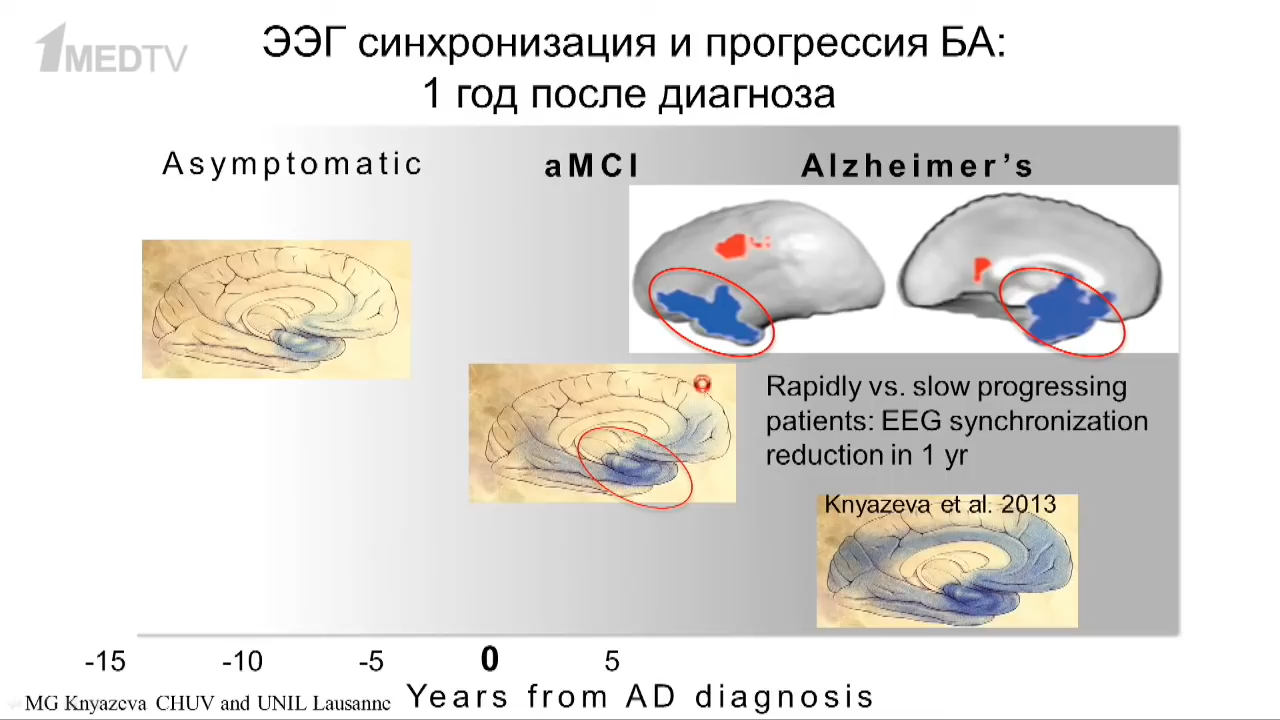 1MEDTV
ЭЭГ синхронизация и прогрессия БА:
1 год после диагноза
Asymptomatic
aMCI
Alzheimer's
Rapidly vs. slow progressing
patients: EEG synchronization
reduction in 1 yr
Knyazeva et al. 2013
-15 -10 -5 0 5
Years from AD diagnosis
MG Knyazeva CHUV and UNIL Lausanne